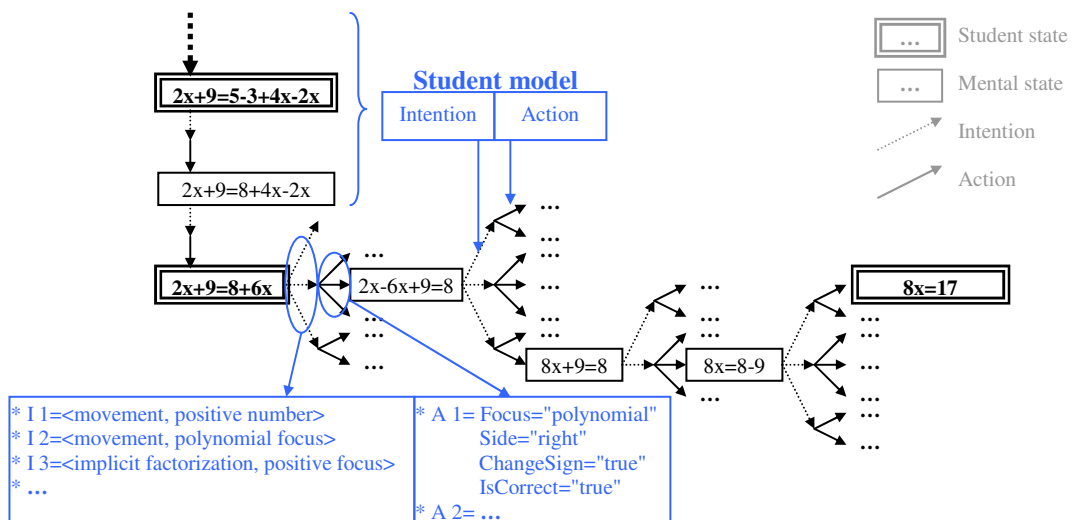 2x+9=5-3+4x-2x
Student model
Intention
Action
2x+9=8+4x-2x
...
Student state
...
Mental state
Intention
Action
...
...
2x+9=8+6x
...
2x-6x+9=8
...
...
...
...
...
...
...
...
8x+9=8
...
...
...
8x=8-9
...
8x=17
...
...
...
...
...
...
* I 1=<movement, positive number>
* I 2=<movement, polynomial focus>
* I 3=<implicit factorization, positive focus>
* ...
* A 1= Focus="polynomial"
Side="right"
ChangeSign="true"
IsCorrect="true"
* A 2= ...